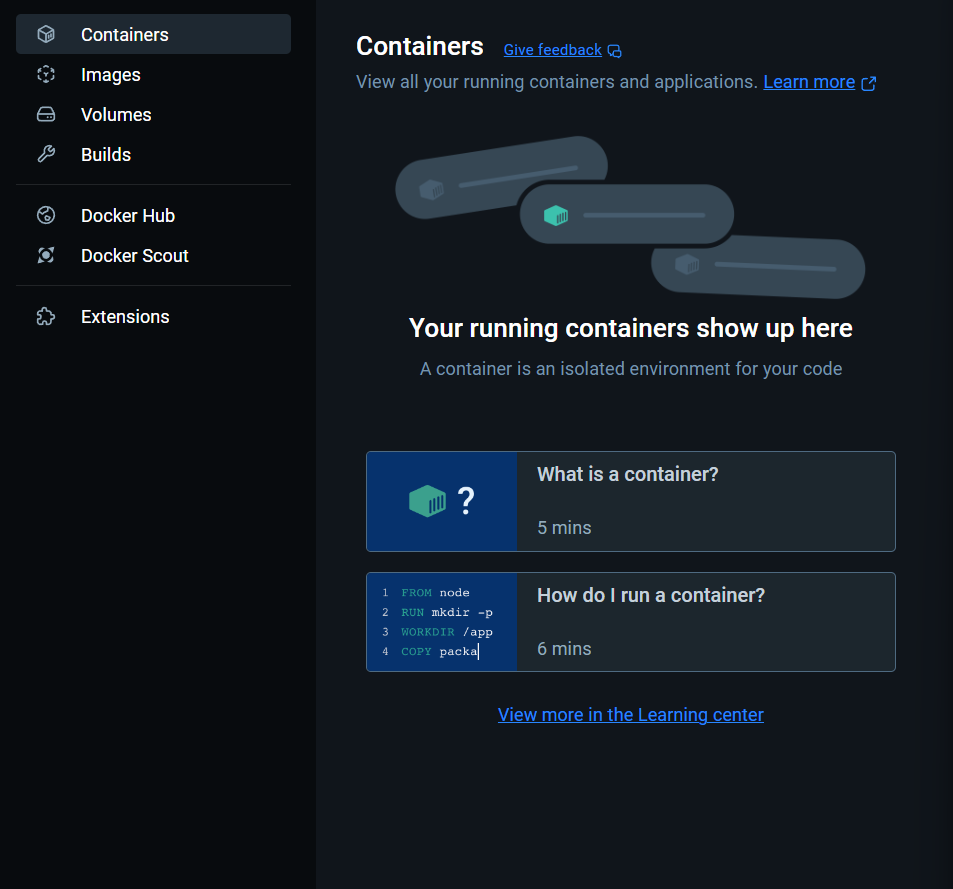 Containers
Images
Volumes
Builds
Docker Hub
Docker Scout
Extensions
Containers Give feedback
View all your running containers and applications. Learn more
Your running containers show up here
A container is an isolated environment for your code
?
What is a container?
5 mins
1 FROM node
2 RUN mkdir -p
3 WORKDIR /app
4 COPY packa
How do I run a container?
6 mins
View more in the Learning center